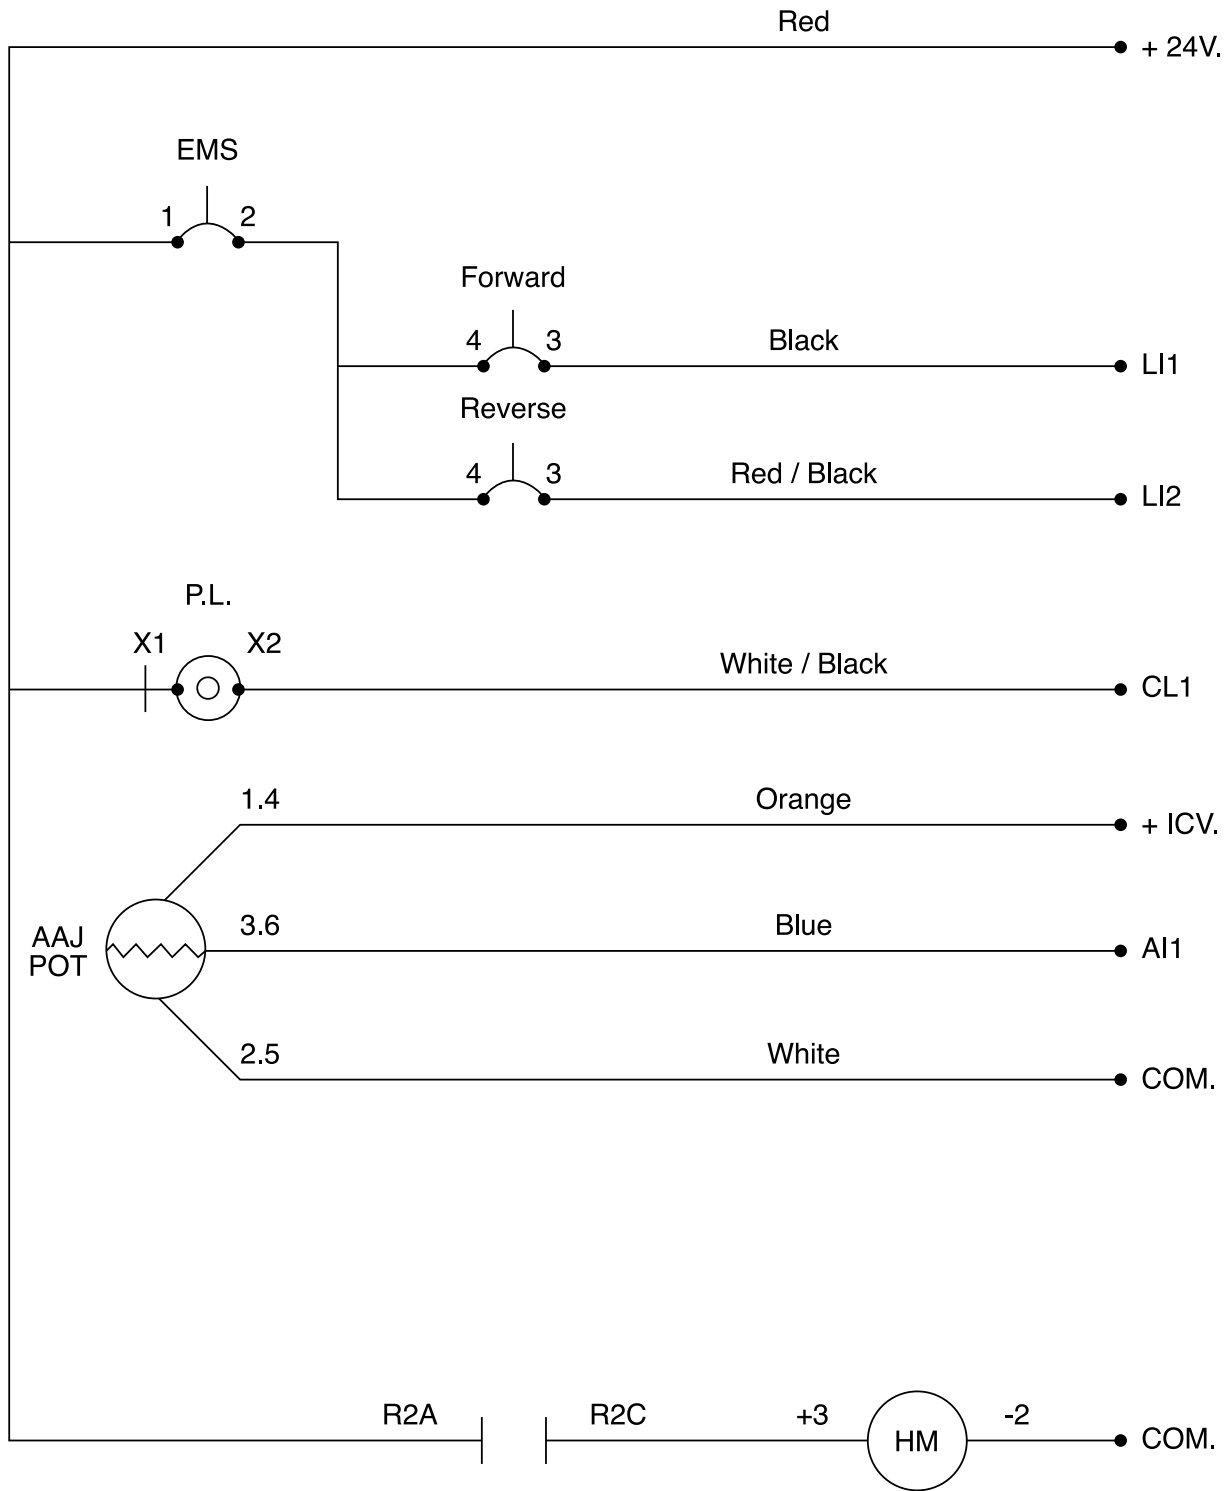 Red
+ 24V.
EMS
1 2
Forward
4 3 Black LI1
Reverse
4 3 Red / Black LI2
P.L.
X1 X2 White / Black CL1
1.4 Orange + ICV.
AAJ
POT
3.6 Blue AI1
2.5 White COM.
R2A R2C +3 HM -2 COM.